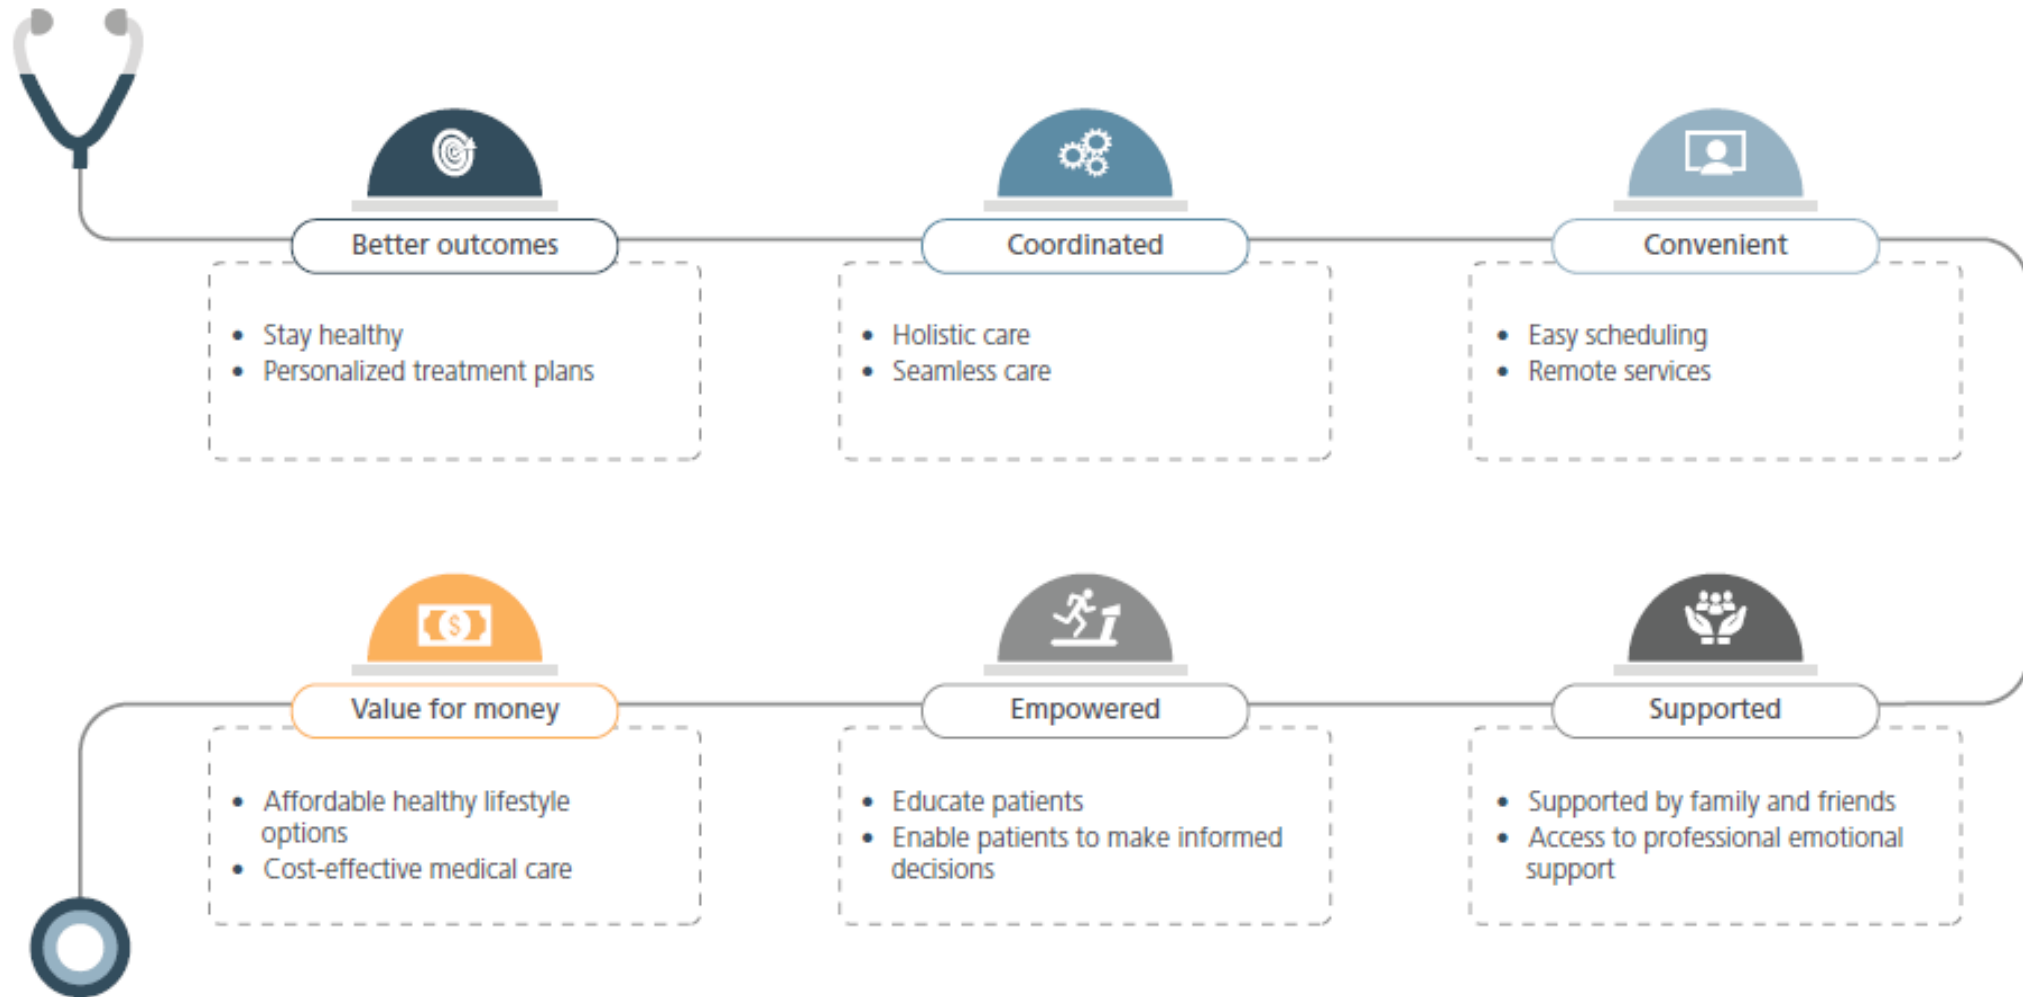 Better outcomes
• Stay healthy
• Personalized treatment plans
Coordinated
• Holistic care
• Seamless care
Convenient
• Easy scheduling
• Remote services
Value for money
• Affordable healthy lifestyle
options
• Cost-effective medical care
Empowered
• Educate patients
• Enable patients to make informed
decisions
Supported
• Supported by family and friends
• Access to professional emotional
support